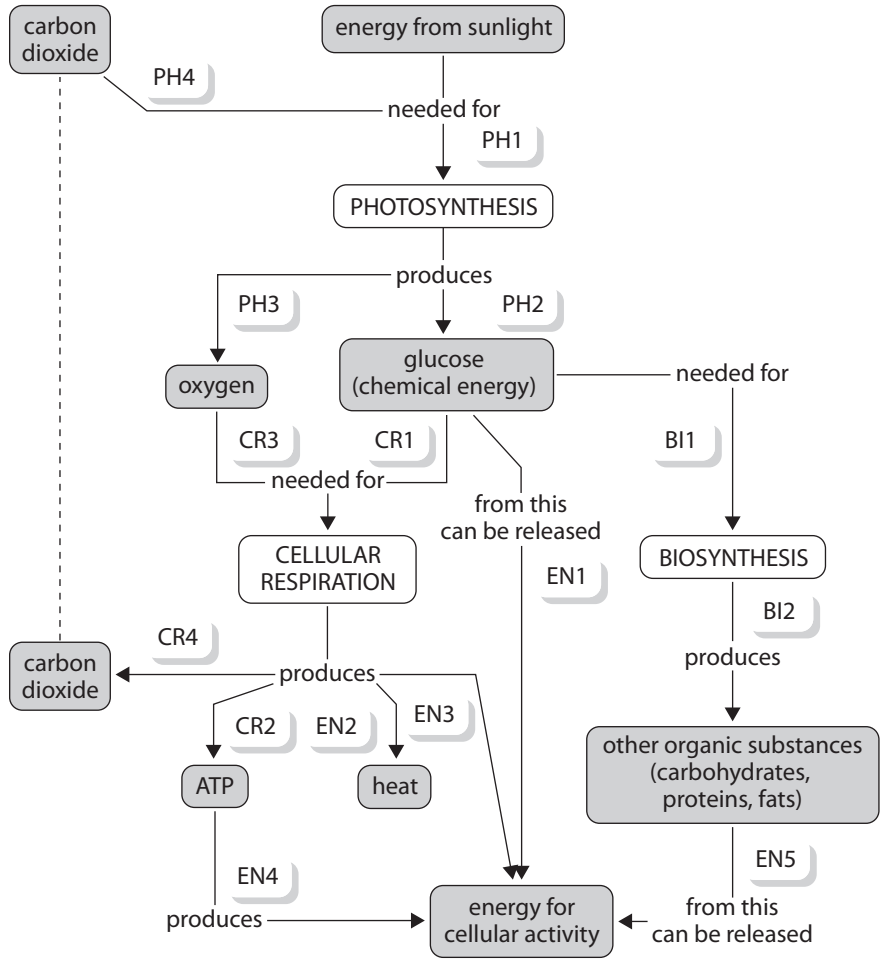 carbon
dioxide
energy from sunlight
PH4
needed for
PH1
PHOTOSYNTHESIS
produces
PH3
PH2
oxygen
glucose
(chemical energy)
needed for
CR3
CR1
BI1
needed for
from this
can be released
CELLULAR
RESPIRATION
EN1
BIOSYNTHESIS
BI2
CR4
carbon
dioxide
produces
produces
CR2
EN2
EN3
ATP
heat
other organic substances
(carbohydrates,
proteins, fats)
EN4
EN5
produces
energy for
cellular activity
from this
can be released